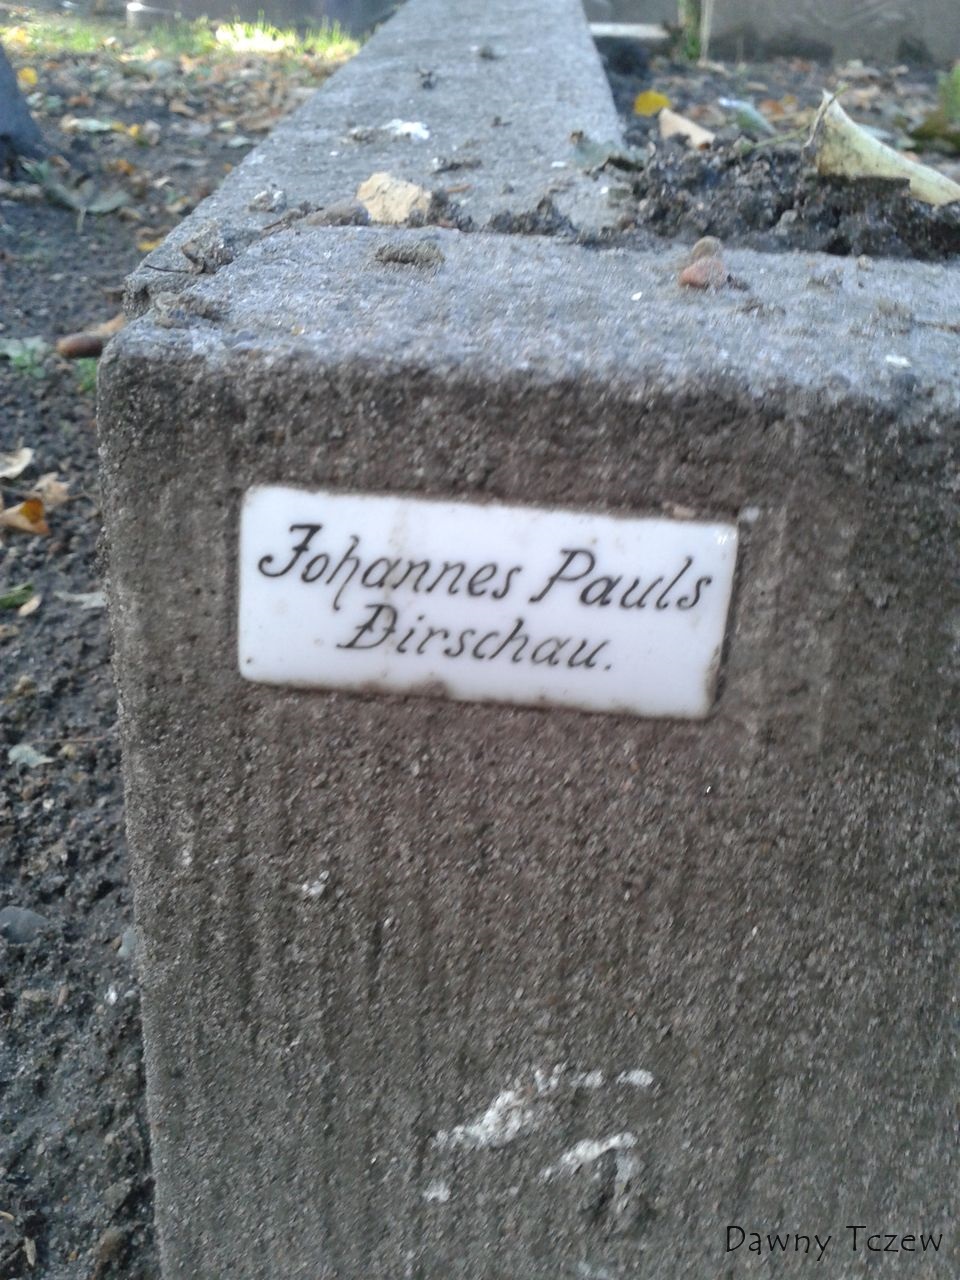 Johannes Pauls
Dirschau.
Dawny Tczew